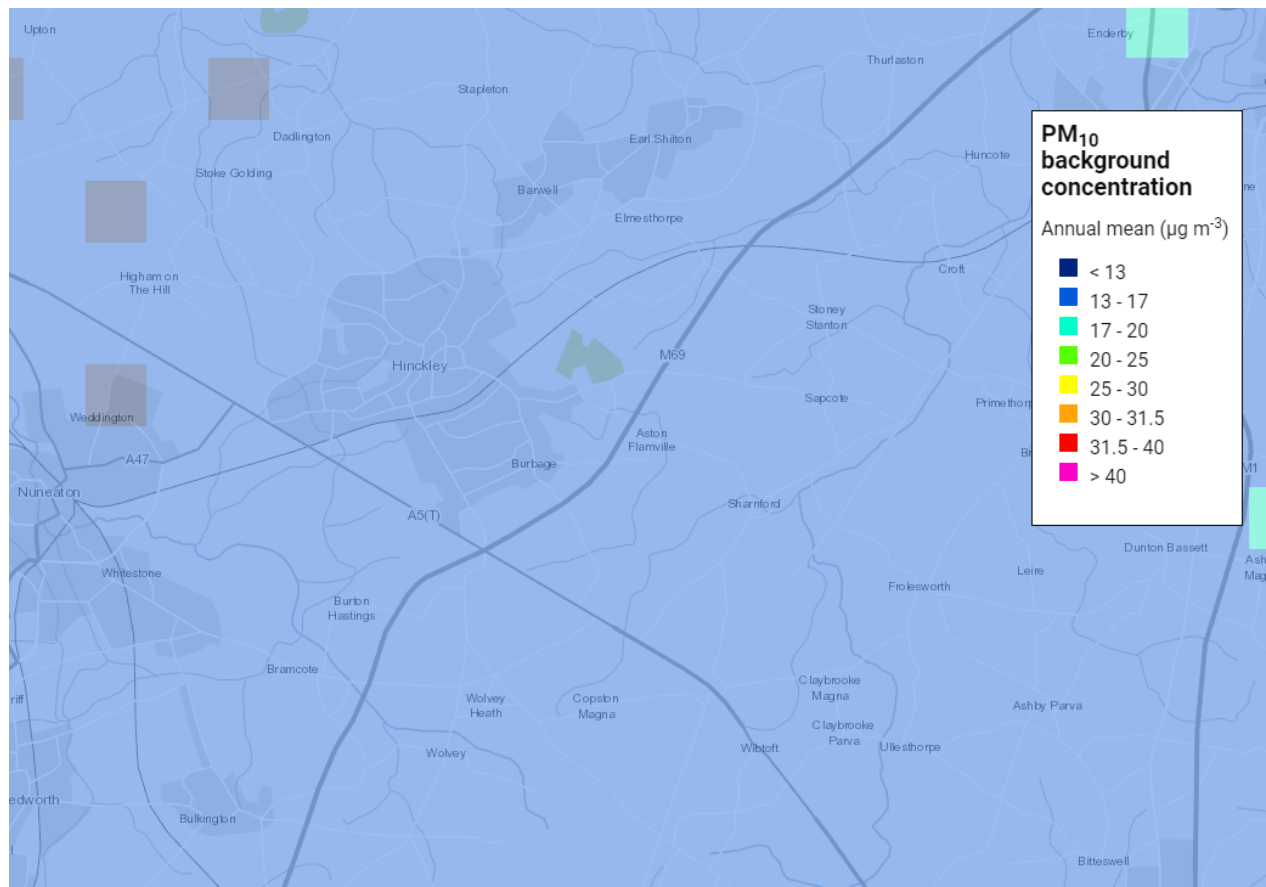 Upton
Enderby
Thurlaston
Stapleton
Dadlington
Earl Shilton
Huncote
Stoke Golding
Barwell
Elmesthorpe
Higham on
The Hill
Croft
Stoney
Stanton
Hinckley
M69
Sapcote
Weddington
Aston
Flamville
A47
Burbage
Nuneaton
M1
Sharnford
A5(T)
Dunton Bassett
Whitestone
Leire
Frolesworth
Burton
Hastings
Bramcote
Claybrooke
Magna
Wolvey
Heath
Copston
Magna
Ashby Parva
Claybrooke
Parva
Wibtoft
Ullesthorpe
Wolvey
Bulkington
Bitteswell
PM10
background
concentration
Annual mean (µg m-3)
< 13
13 - 17
17 - 20
20 - 25
25 - 30
30 - 31.5
31.5 - 40
> 40